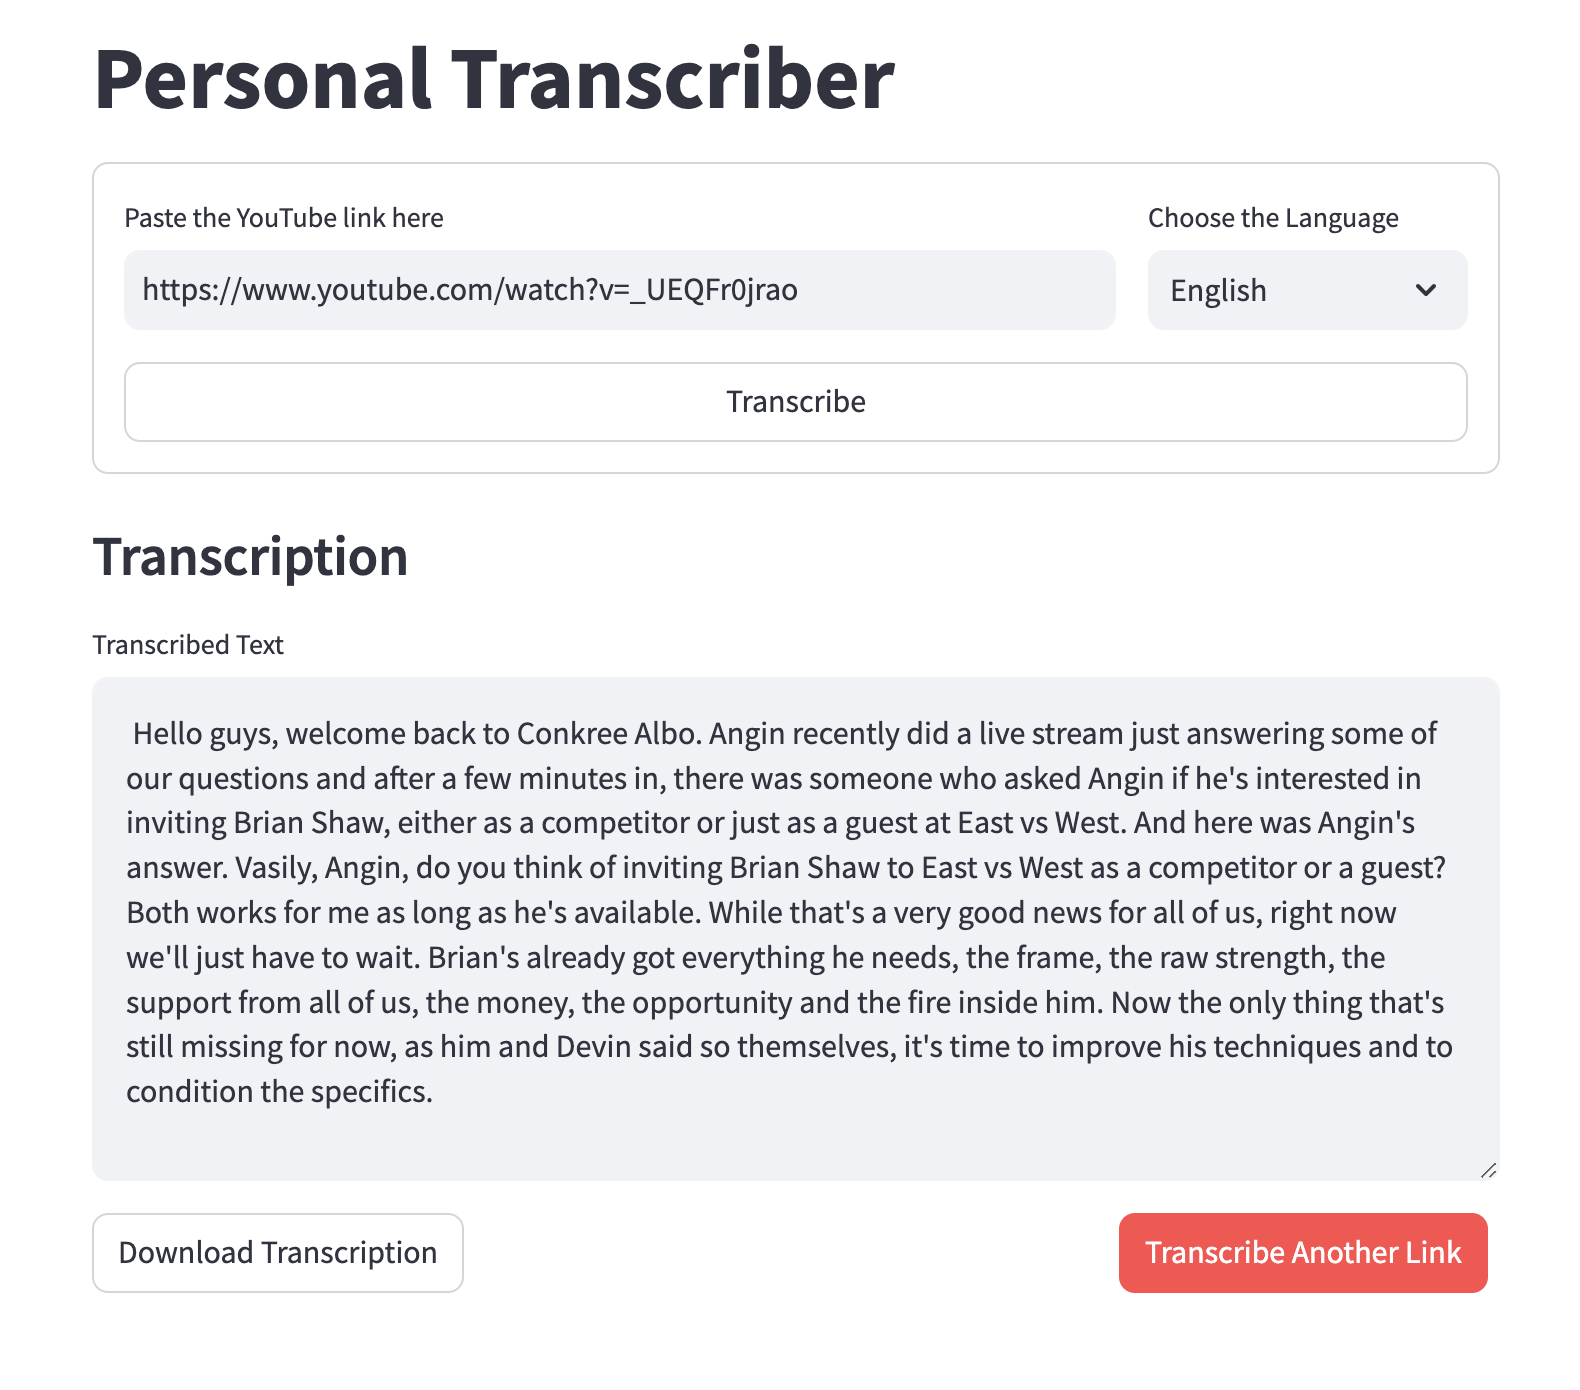 Personal Transcriber
Paste the YouTube link here
Choose the Language
https://www.youtube.com/watch?v=_UEQFr0jrao
English
Transcribe
Transcription
Transcribed Text
Hello guys, welcome back to Conkree Albo. Angin recently did a live stream just answering some of
our questions and after a few minutes in, there was someone who asked Angin if he's interested in
inviting Brian Shaw, either as a competitor or just as a guest at East vs West. And here was Angin's
answer. Vasily, Angin, do you think of inviting Brian Shaw to East vs West as a competitor or a guest?
Both works for me as long as he's available. While that's a very good news for all of us, right now
we'll just have to wait. Brian's already got everything he needs, the frame, the raw strength, the
support from all of us, the money, the opportunity and the fire inside him. Now the only thing that's
still missing for now, as him and Devin said so themselves, it's time to improve his techniques and to
condition the specifics.
Download Transcription
Transcribe Another Link